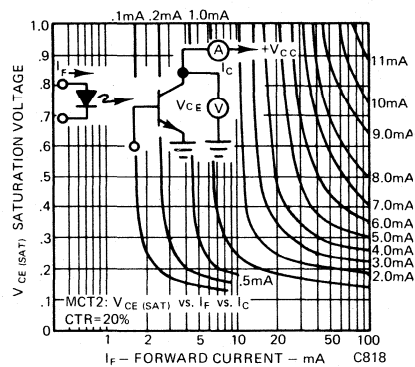 .1mA .2mA 1.0mA
1.0
.9
.8
.7
.6
.5
.4
.3
.2
.1
0
V CE (SAT) SATURATION VOLTAGE
I F
A
+V CC
I C
V CE
V
11mA
10mA
9.0mA
8.0mA
7.0mA
6.0mA
5.0mA
4.0mA
3.0mA
2.0mA
.5mA
MCT2: V CE (SAT) vs. I F vs. I C
CTR=20%
1 2 5 10 20 50 100
I F – FORWARD CURRENT – mA C818